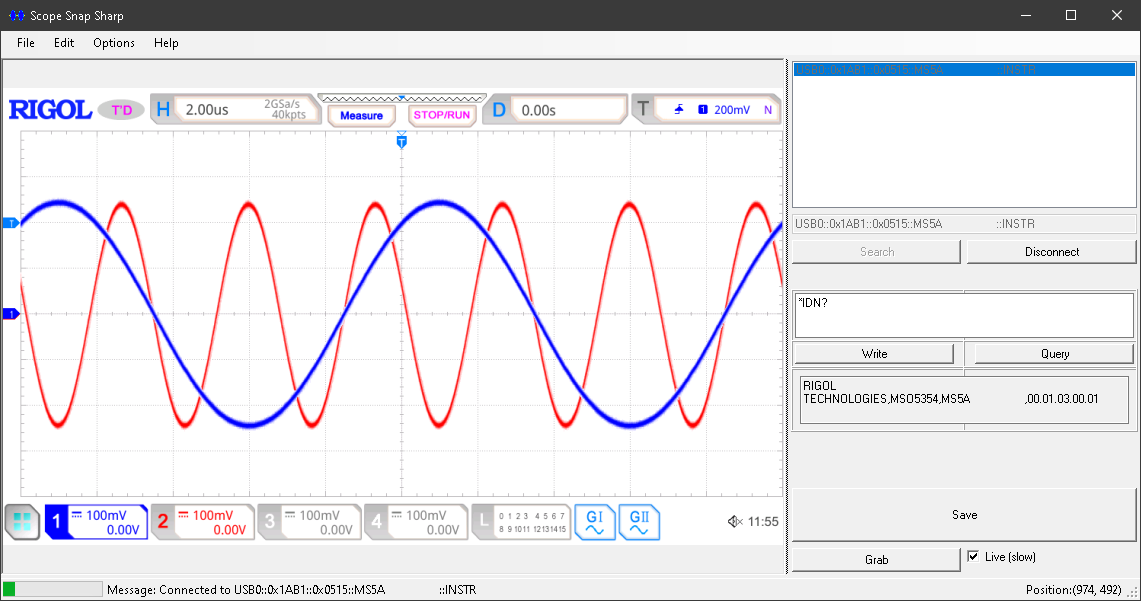 Scope Snap Sharp
File Edit Options Help
RIGOL T'D H 2.00us 2GSa/s 40kpts Measure STOP/RUN D 0.00s T 1 200mV N
T
T
1
1 100mV 0.00V 2 100mV 0.00V 3 100mV 0.00V 4 100mV 0.00V L 0 1 2 3 4 5 6 7 8 9 10 11 12 13 14 15 GI GII 11:55
USB0::0x1AB1::0x0515::MS5A ::INSTR
USB0::0x1AB1::0x0515::MS5A ::INSTR
Search Disconnect
*IDN?
Write Query
RIGOL
TECHNOLOGIES,MSO5354,MS5A ,00.01.03.00.01
Save
Grab Live (slow)
Message: Connected to USB0::0x1AB1::0x0515::MS5A ::INSTR Position:(974, 492)